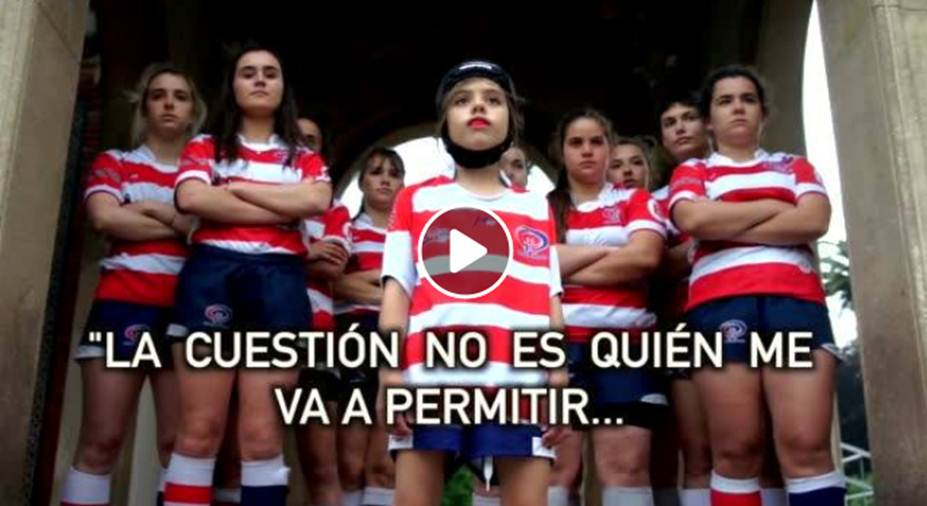 "LA CUESTIÓN NO ES QUIÉN ME
VA A PERMITIR...